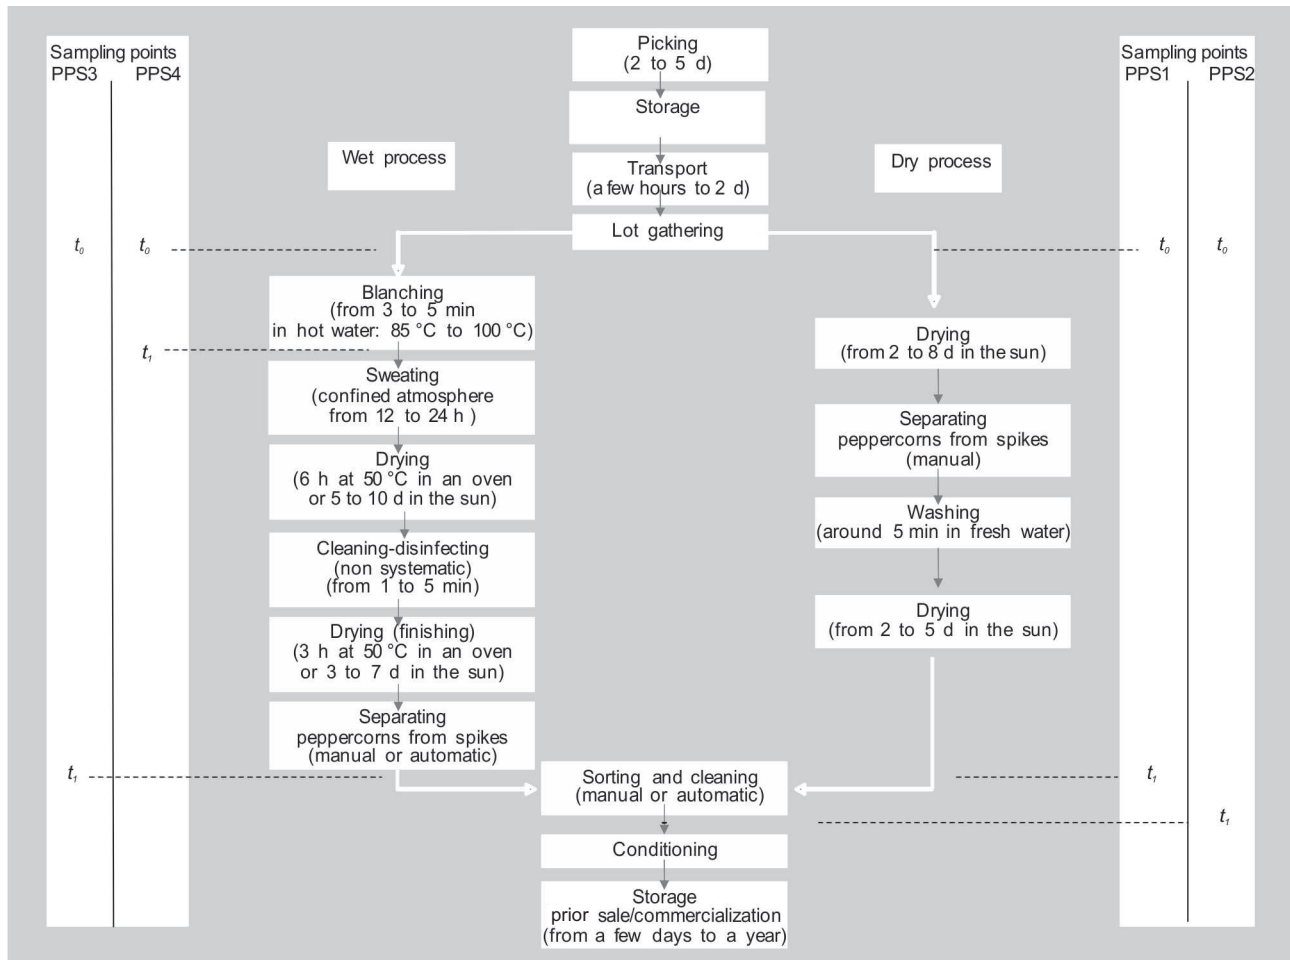 Sampling points
PPS3 PPS4
Picking
(2 to 5 d)
Storage
Transport
(a few hours to 2 d)
Lot gathering
Sampling points
PPS1 PPS2
Wet process
Dry process
t0 t0
t0 t0
Blanching
(from 3 to 5 min
in hot water: 85 °C to 100 °C)
t1
Sweating
(confined atmosphere
from 12 to 24 h )
Drying
(6 h at 50 °C in an oven
or 5 to 10 d in the sun)
Cleaning-disinfecting
(non systematic)
(from 1 to 5 min)
Drying (finishing)
(3 h at 50 °C in an oven
or 3 to 7 d in the sun)
Separating
peppercorns from spikes
(manual or automatic)
t1
Drying
(from 2 to 8 d in the sun)
Separating
peppercorns from spikes
(manual)
Washing
(around 5 min in fresh water)
Drying
(from 2 to 5 d in the sun)
t1
t1
Sorting and cleaning
(manual or automatic)
Conditioning
Storage
prior sale/commercialization
(from a few days to a year)